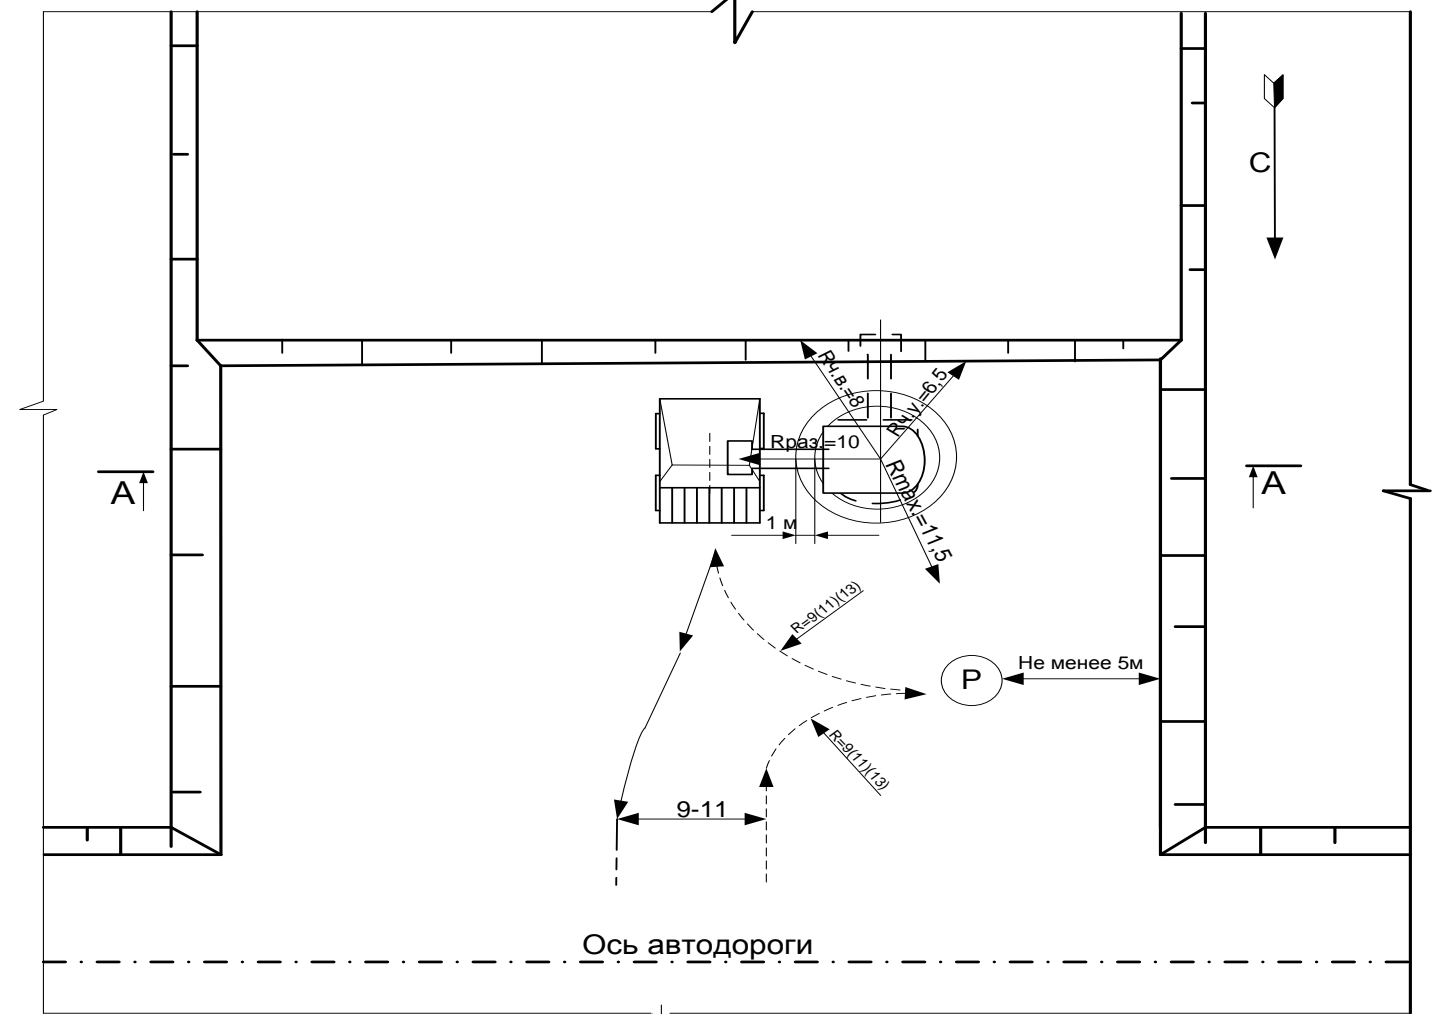 С
Rч.в.=8
Rч.у.=6,5
Rраз.=10
А
А
Rmax.=11,5
1 м
R=9(11)(13)
Не менее 5м
Р
R=9(11)(13)
9-11
Ось автодороги